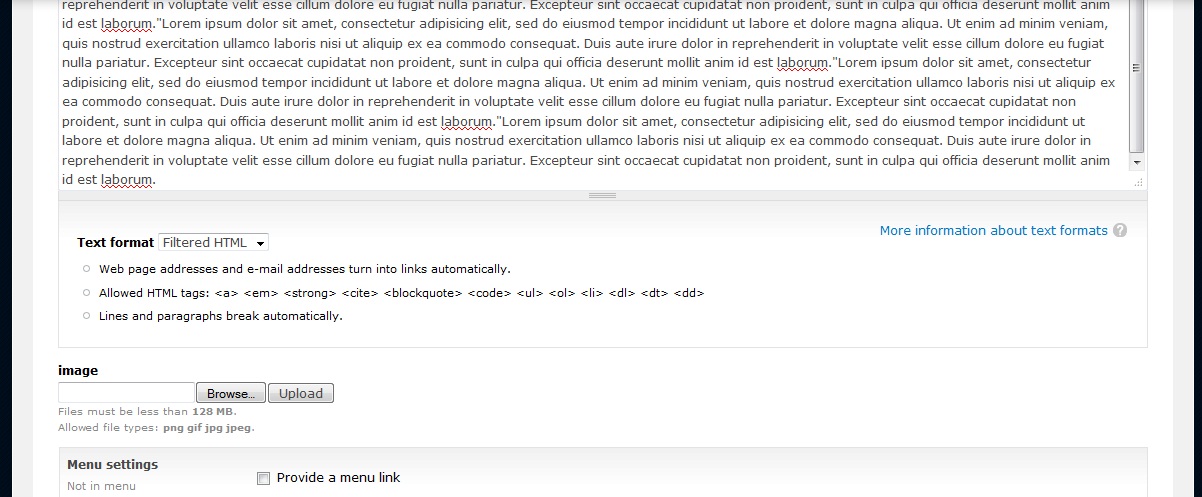 reprehenderit in voluptate velit esse cillum dolore eu fugiat nulla pariatur. Excepteur sint occaecat cupidatat non proident, sunt in culpa qui officia deserunt mollit anim
id est laborum."Lorem ipsum dolor sit amet, consectetur adipisicing elit, sed do eiusmod tempor incididunt ut labore et dolore magna aliqua. Ut enim ad minim veniam,
quis nostrud exercitation ullamco laboris nisi ut aliquip ex ea commodo consequat. Duis aute irure dolor in reprehenderit in voluptate velit esse cillum dolore eu fugiat
nulla pariatur. Excepteur sint occaecat cupidatat non proident, sunt in culpa qui officia deserunt mollit anim id est laborum."Lorem ipsum dolor sit amet, consectetur
adipisicing elit, sed do eiusmod tempor incididunt ut labore et dolore magna aliqua. Ut enim ad minim veniam, quis nostrud exercitation ullamco laboris nisi ut aliquip ex
ea commodo consequat. Duis aute irure dolor in reprehenderit in voluptate velit esse cillum dolore eu fugiat nulla pariatur. Excepteur sint occaecat cupidatat non
proident, sunt in culpa qui officia deserunt mollit anim id est laborum."Lorem ipsum dolor sit amet, consectetur adipisicing elit, sed do eiusmod tempor incididunt ut
labore et dolore magna aliqua. Ut enim ad minim veniam, quis nostrud exercitation ullamco laboris nisi ut aliquip ex ea commodo consequat. Duis aute irure dolor in
reprehenderit in voluptate velit esse cillum dolore eu fugiat nulla pariatur. Excepteur sint occaecat cupidatat non proident, sunt in culpa qui officia deserunt mollit anim
id est laborum.
More information about text formats ?
Text format Filtered HTML
Web page addresses and e-mail addresses turn into links automatically.
Allowed HTML tags: <a> <em> <strong> <cite> <blockquote> <code> <ul> <ol> <li> <dl> <dt> <dd>
Lines and paragraphs break automatically.
image
Browse... Upload
Files must be less than 128 MB.
Allowed file types: png gif jpg jpeg.
Menu settings
Not in menu
Provide a menu link